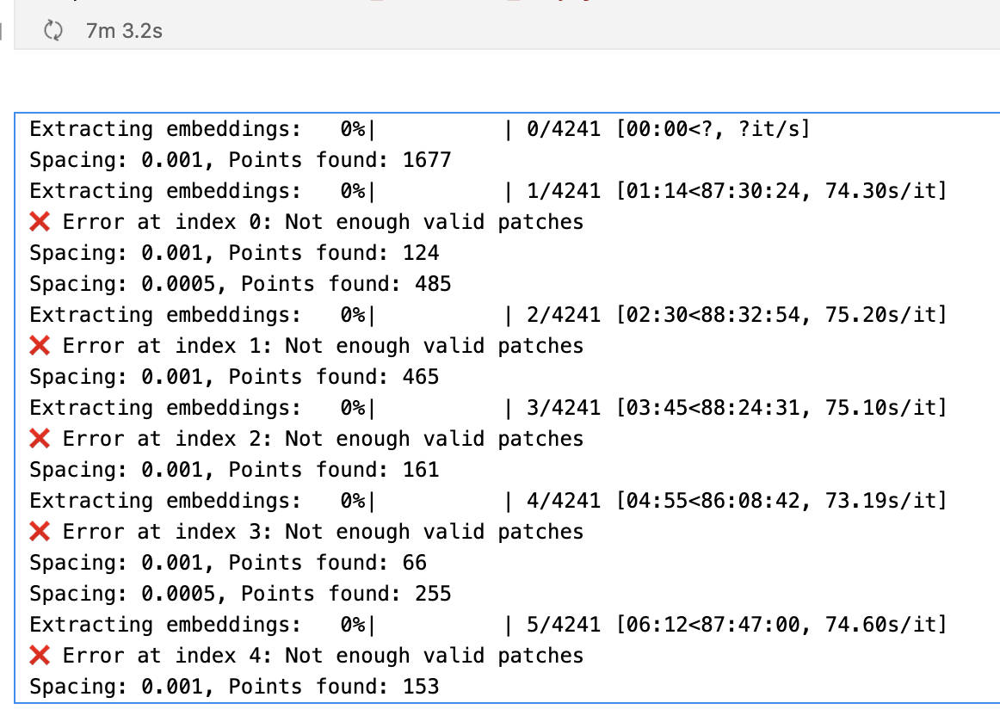 7m 3.2s
Extracting embeddings:   0%|          | 0/4241 [00:00<?, ?it/s]
Spacing: 0.001, Points found: 1677
Extracting embeddings:   0%|          | 1/4241 [01:14<87:30:24, 74.30s/it]
❌ Error at index 0: Not enough valid patches
Spacing: 0.001, Points found: 124
Spacing: 0.0005, Points found: 485
Extracting embeddings:   0%|          | 2/4241 [02:30<88:32:54, 75.20s/it]
❌ Error at index 1: Not enough valid patches
Spacing: 0.001, Points found: 465
Extracting embeddings:   0%|          | 3/4241 [03:45<88:24:31, 75.10s/it]
❌ Error at index 2: Not enough valid patches
Spacing: 0.001, Points found: 161
Extracting embeddings:   0%|          | 4/4241 [04:55<86:08:42, 73.19s/it]
❌ Error at index 3: Not enough valid patches
Spacing: 0.001, Points found: 66
Spacing: 0.0005, Points found: 255
Extracting embeddings:   0%|          | 5/4241 [06:12<87:47:00, 74.60s/it]
❌ Error at index 4: Not enough valid patches
Spacing: 0.001, Points found: 153